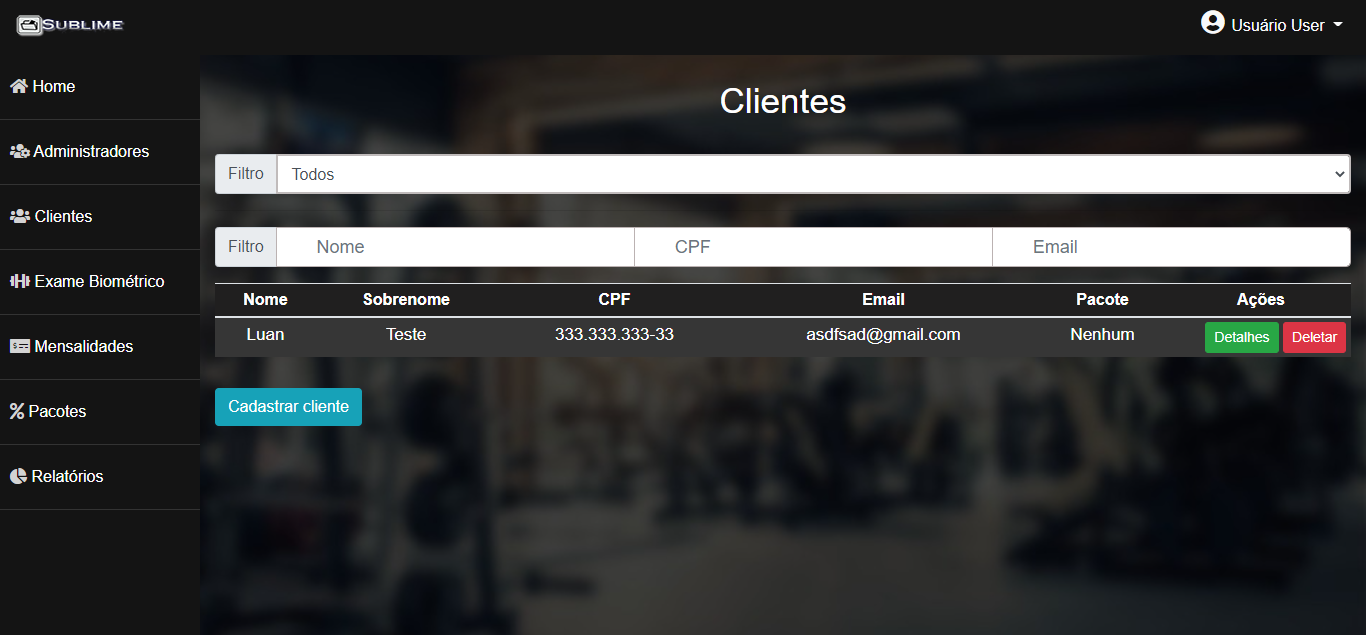 SUBLIME
Usuário User
Home
Administradores
Clientes
Exame Biométrico
Mensalidades
Pacotes
Relatórios
Clientes
Filtro Todos
Filtro Nome CPF Email
Nome Sobrenome CPF Email Pacote Ações
Luan Teste 333.333.333-33 asdfsad@gmail.com Nenhum Detalhes Deletar
Cadastrar cliente